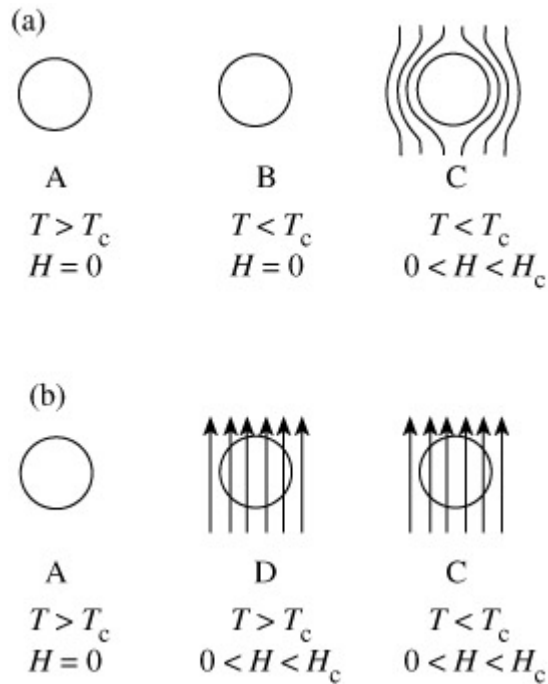 (a)
A B C
T > Tc T < Tc T < Tc
H = 0 H = 0 0 < H < Hc
(b)
A D C
T > Tc T > Tc T < Tc
H = 0 0 < H < Hc 0 < H < Hc